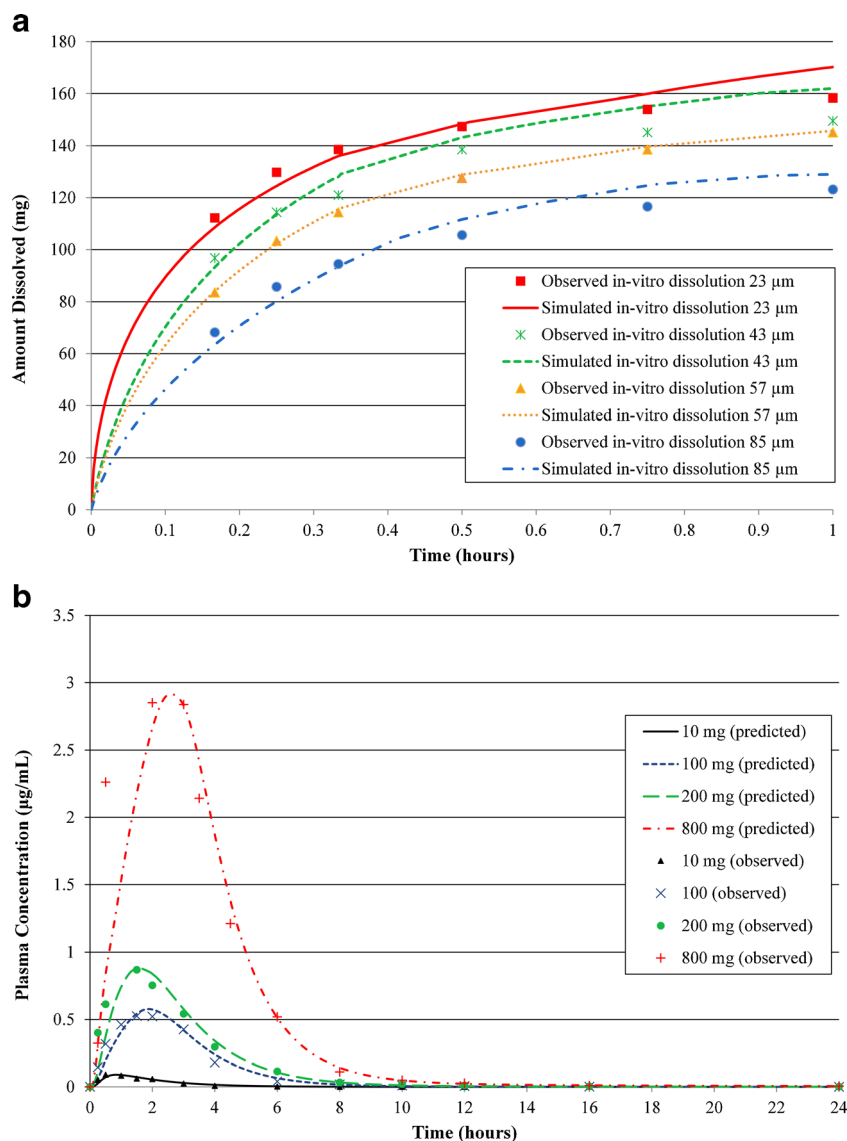 a
180
160
140
120
100
80
60
40
20
0
Amount Dissolved (mg)
Observed in-vitro dissolution 23 µm
Simulated in-vitro dissolution 23 µm
Observed in-vitro dissolution 43 µm
Simulated in-vitro dissolution 43 µm
Observed in-vitro dissolution 57 µm
Simulated in-vitro dissolution 57 µm
Observed in-vitro dissolution 85 µm
Simulated in-vitro dissolution 85 µm
0 0.1 0.2 0.3 0.4 0.5 0.6 0.7 0.8 0.9 1
Time (hours)
b
3.5
3
2.5
2
1.5
1
0.5
0
Plasma Concentration (µg/mL)
10 mg (predicted)
100 mg (predicted)
200 mg (predicted)
800 mg (predicted)
10 mg (observed)
100 (observed)
200 mg (observed)
800 mg (observed)
0 2 4 6 8 10 12 14 16 18 20 22 24
Time (hours)